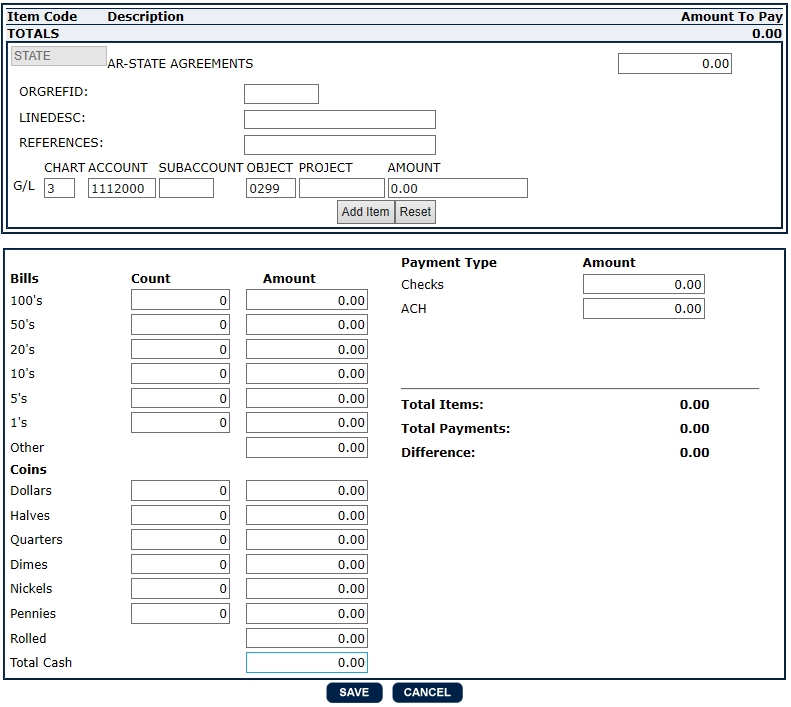 Item Code Description Amount To Pay
TOTALS 0.00
STATE AR-STATE AGREEMENTS 0.00
ORGREFID:
LINEDESC:
REFERENCES:
CHART ACCOUNT SUBACCOUNT OBJECT PROJECT AMOUNT
G/L 3 1112000 0299 0.00
Add Item Reset
Bills Count Amount
100's 0 0.00
50's 0 0.00
20's 0 0.00
10's 0 0.00
5's 0 0.00
1's 0 0.00
Other 0.00
Coins
Dollars 0 0.00
Halves 0 0.00
Quarters 0 0.00
Dimes 0 0.00
Nickels 0 0.00
Pennies 0 0.00
Rolled 0.00
Total Cash 0.00
Payment Type Amount
Checks 0.00
ACH 0.00
Total Items: 0.00
Total Payments: 0.00
Difference: 0.00
SAVE CANCEL